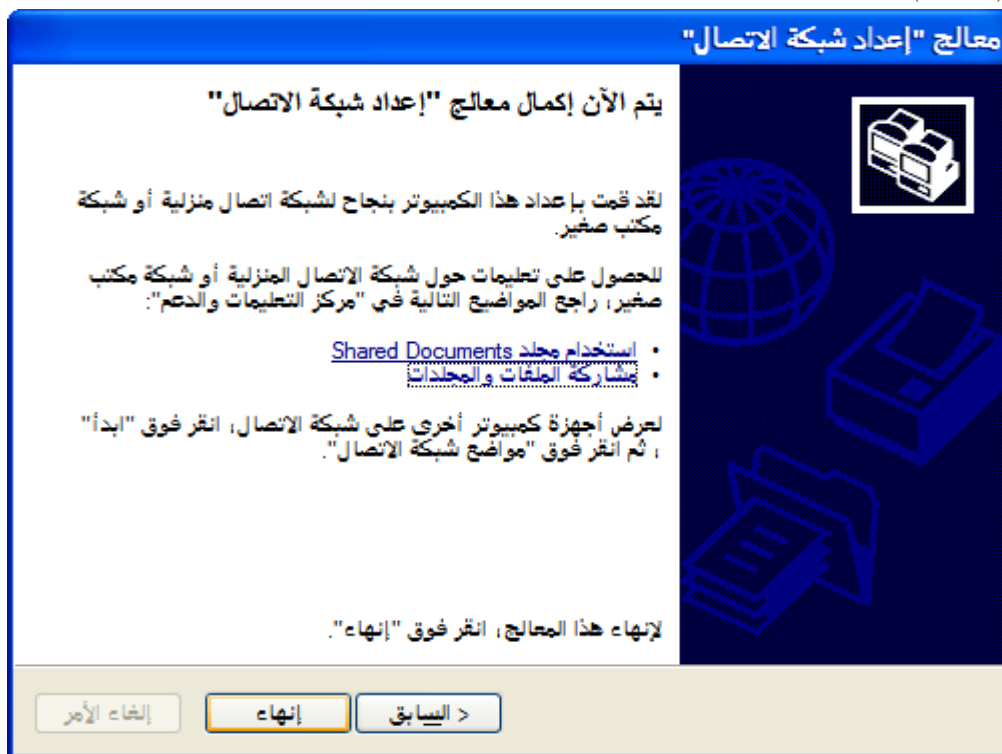 معالج "إعداد شبكة الاتصال"
يتم الآن إكمال معالج "إعداد شبكة الاتصال"
لقد قمت بإعداد هذا الكمبيوتر بنجاح لشبكة اتصال منزلية أو شبكة
مكتب صغير.
للحصول على تعليمات حول شبكة الاتصال المنزلية أو شبكة مكتب
صغير، راجع المواضيع التالية في "مركز التعليمات والدعم":
• استخدام مجلد Shared Documents
• مشاركة الملفات والمجلدات
لعرض أجهزة كمبيوتر أخرى على شبكة الاتصال، انقر فوق "ابدأ"
، ثم انقر فوق "مواضع شبكة الاتصال".
لإنهاء هذا المعالج، انقر فوق "إنهاء".
< السابق
إنهاء
إلغاء الأمر